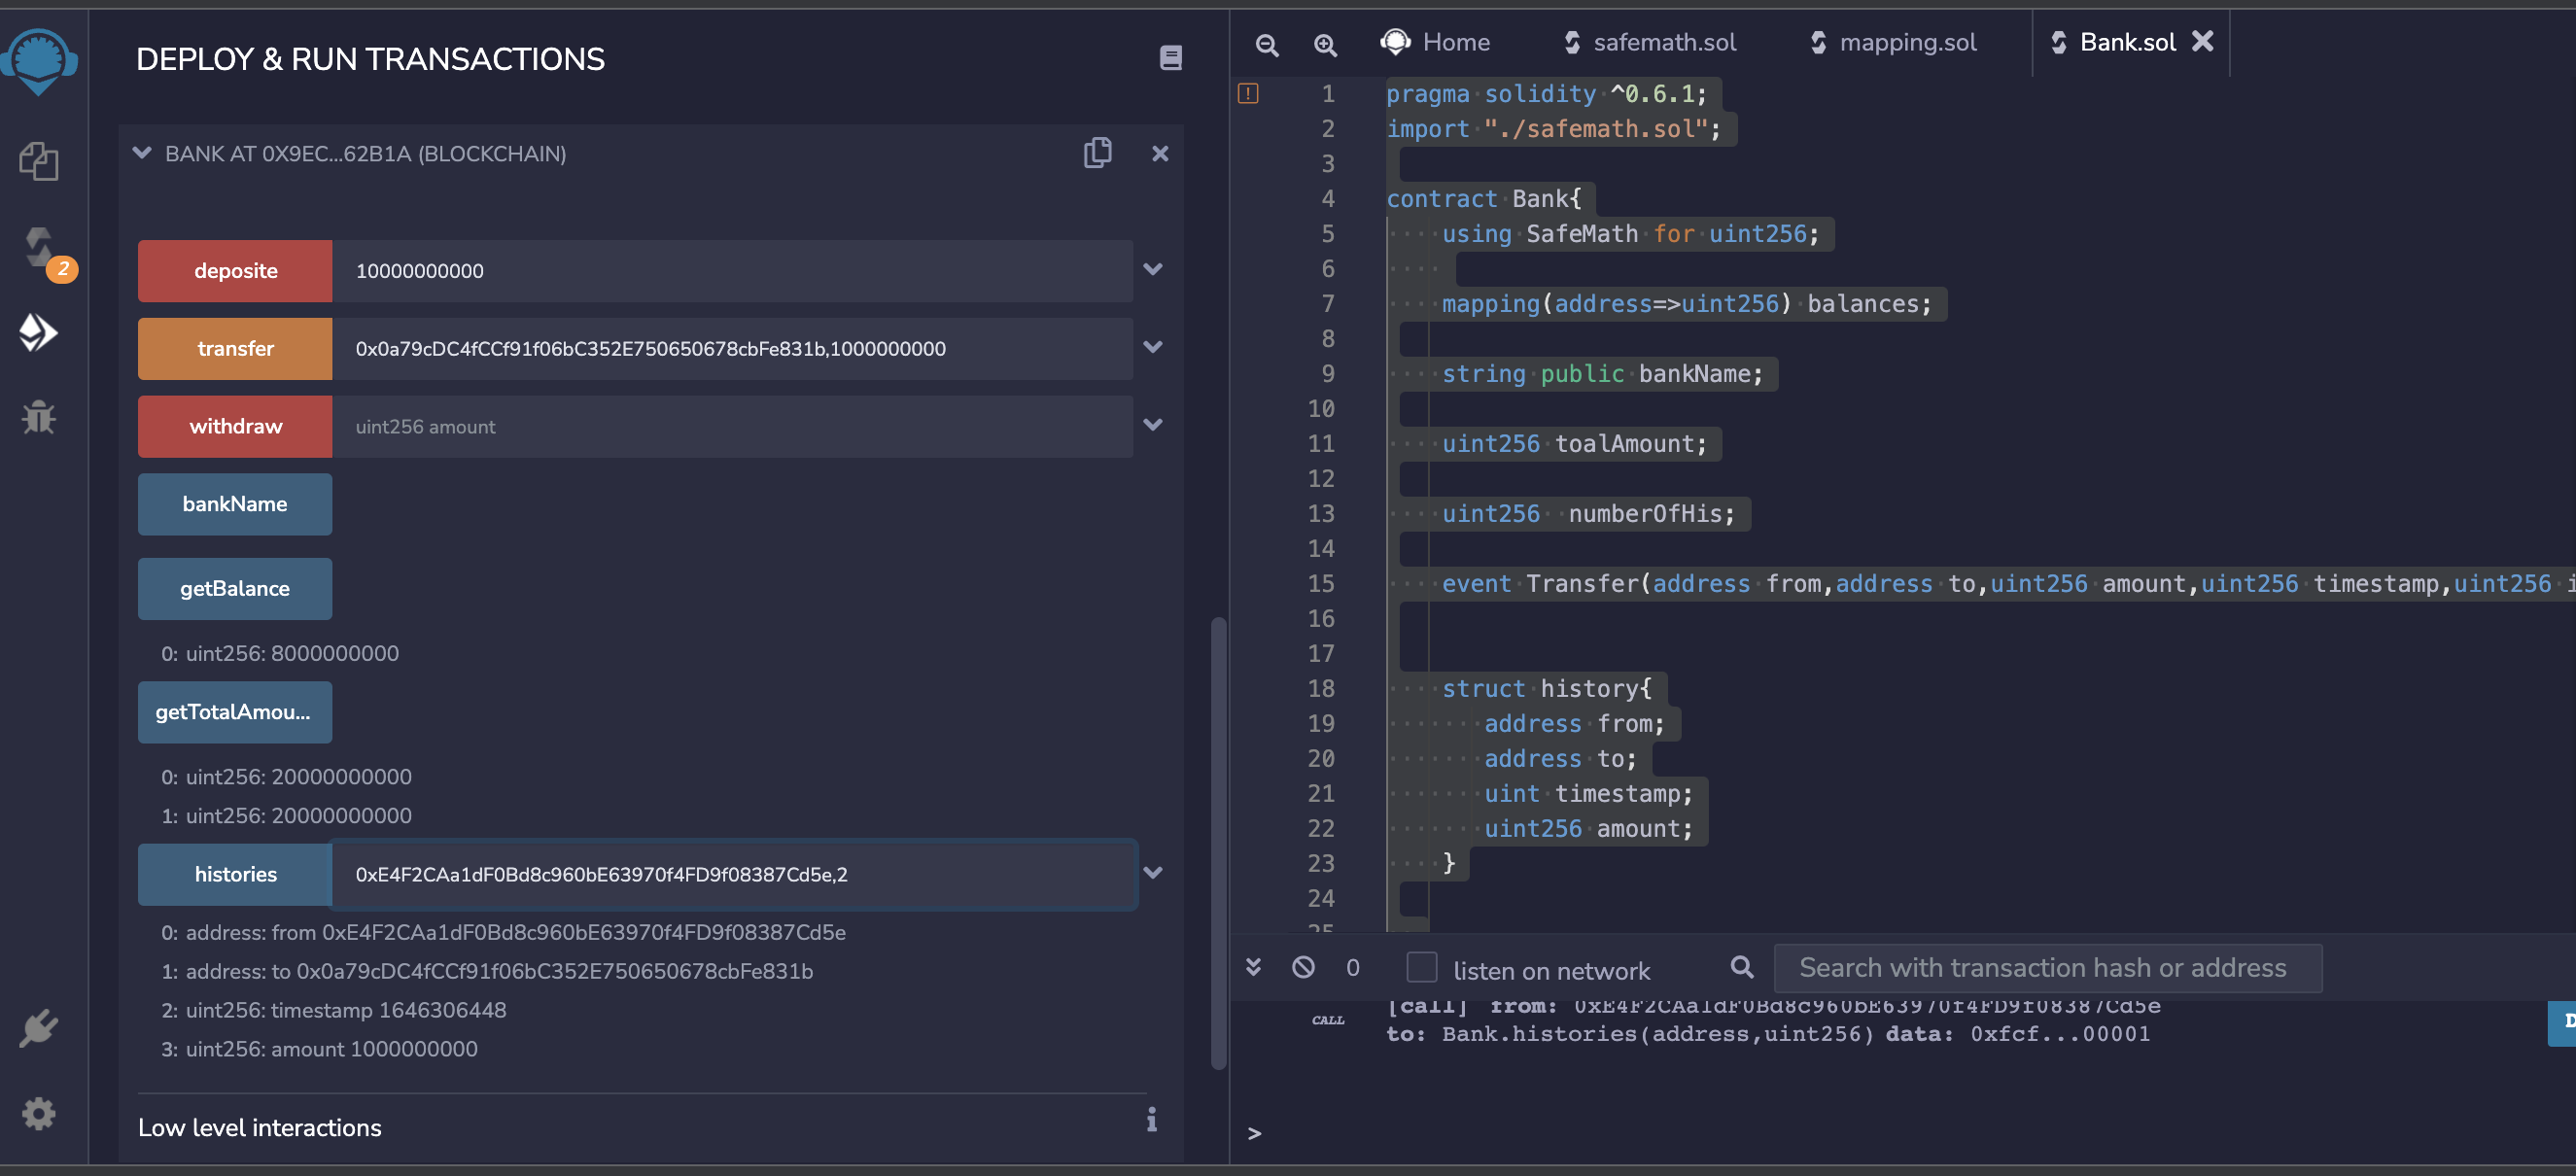 DEPLOY & RUN TRANSACTIONS
BANK AT 0X9EC...62B1A (BLOCKCHAIN)
2
deposite 10000000000
transfer 0x0a79cDC4fCCf91f06bC352E750650678cbFe831b,1000000000
withdraw uint256 amount
bankName
getBalance
0: uint256: 8000000000
getTotalAmou...
0: uint256: 20000000000
1: uint256: 20000000000
histories 0xE4F2CAa1dF0Bd8c960bE63970f4FD9f08387Cd5e,2
0: address: from 0xE4F2CAa1dF0Bd8c960bE63970f4FD9f08387Cd5e
1: address: to 0x0a79cDC4fCCf91f06bC352E750650678cbFe831b
2: uint256: timestamp 1646306448
3: uint256: amount 1000000000
Low level interactions
Home safemath.sol mapping.sol Bank.sol
1 pragma solidity ^0.6.1;
2 import "./safemath.sol";
3
4 contract Bank{
5 using SafeMath for uint256;
6
7 mapping(address=>uint256) balances;
8
9 string public bankName;
10
11 uint256 toalAmount;
12
13 uint256 numberOfHis;
14
15 event Transfer(address from,address to,uint256 amount,uint256 timestamp,uint256 i
16
17
18 struct history{
19 address from;
20 address to;
21 uint timestamp;
22 uint256 amount;
23 }
24
25
0 listen on network Search with transaction hash or address
CALL [call] from: 0xE4F2CAa1dF0Bd8c960bE63970f4FD9f08387Cd5e
to: Bank.histories(address,uint256) data: 0xfcf...00001
>